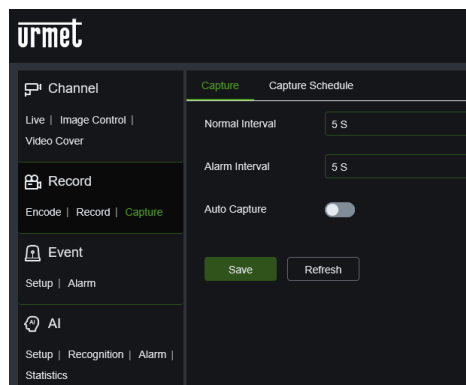 urmet
Channel
Live | Image Control |
Video Cover
Record
Encode | Record | Capture
Event
Setup | Alarm
AI
Setup | Recognition | Alarm |
Statistics
Capture Capture Schedule
Normal Interval 5 S
Alarm Interval 5 S
Auto Capture
Save Refresh